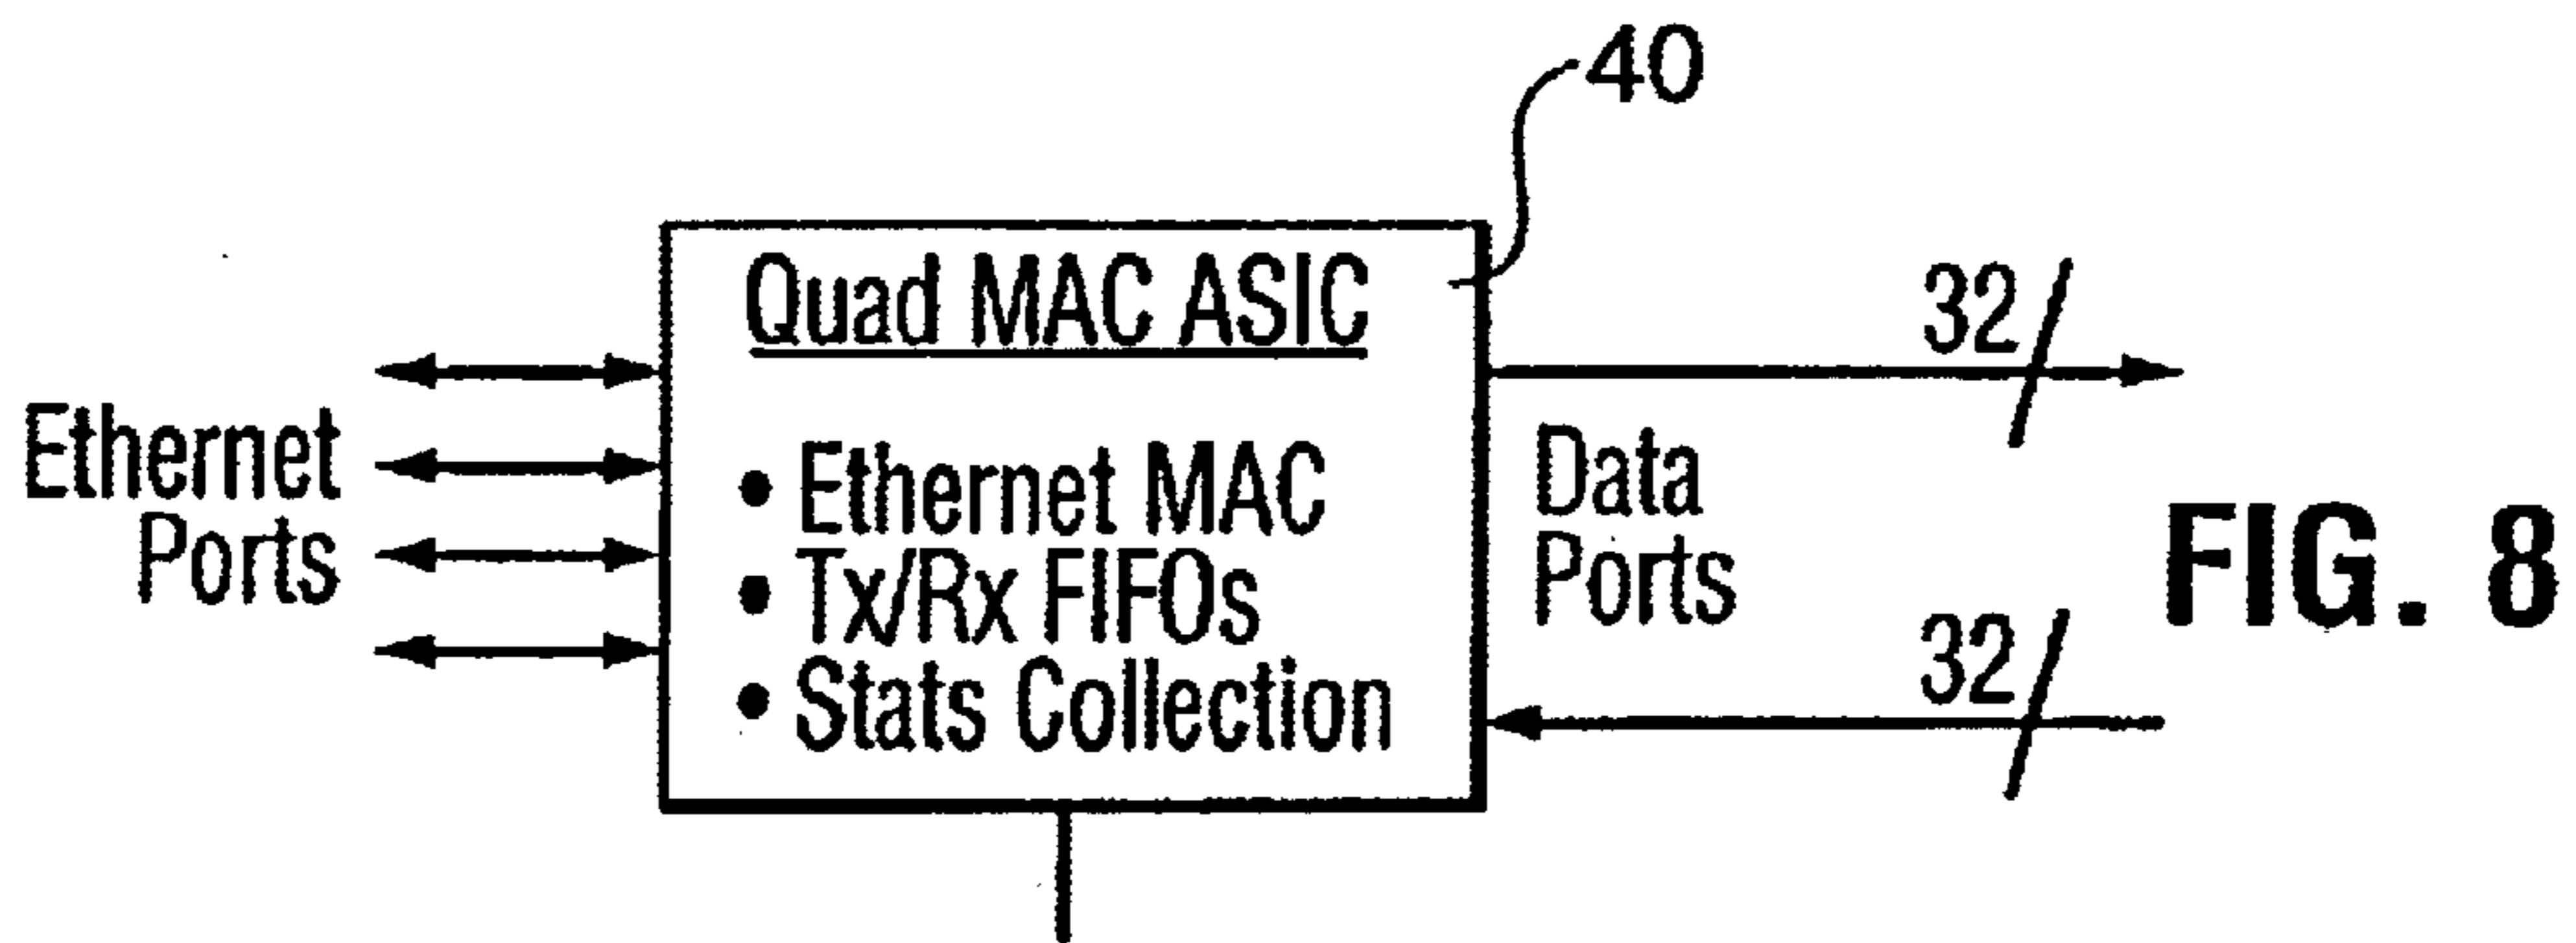 40
Quad MAC ASIC
32
Ethernet
Ports
• Ethernet MAC
• Tx/Rx FIFOs
• Stats Collection
Data
Ports
32
FIG. 8